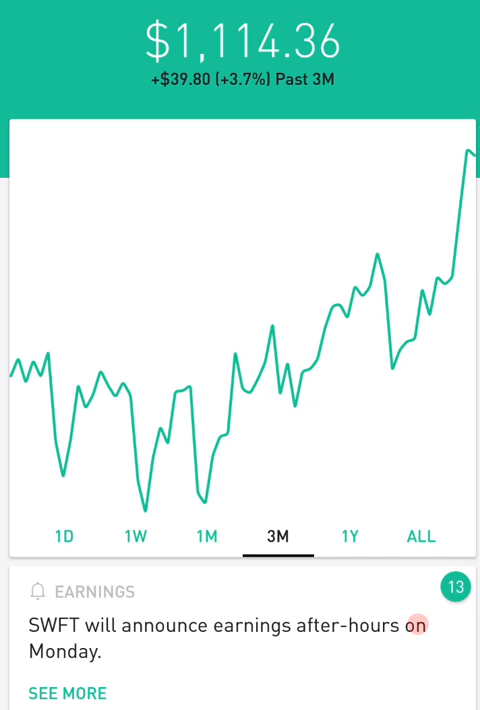 $1,114.36
+$39.80 (+3.7%) Past 3M
1D 1W 1M 3M 1Y ALL
EARNINGS
13
SWFT will announce earnings after-hours on
Monday.
SEE MORE